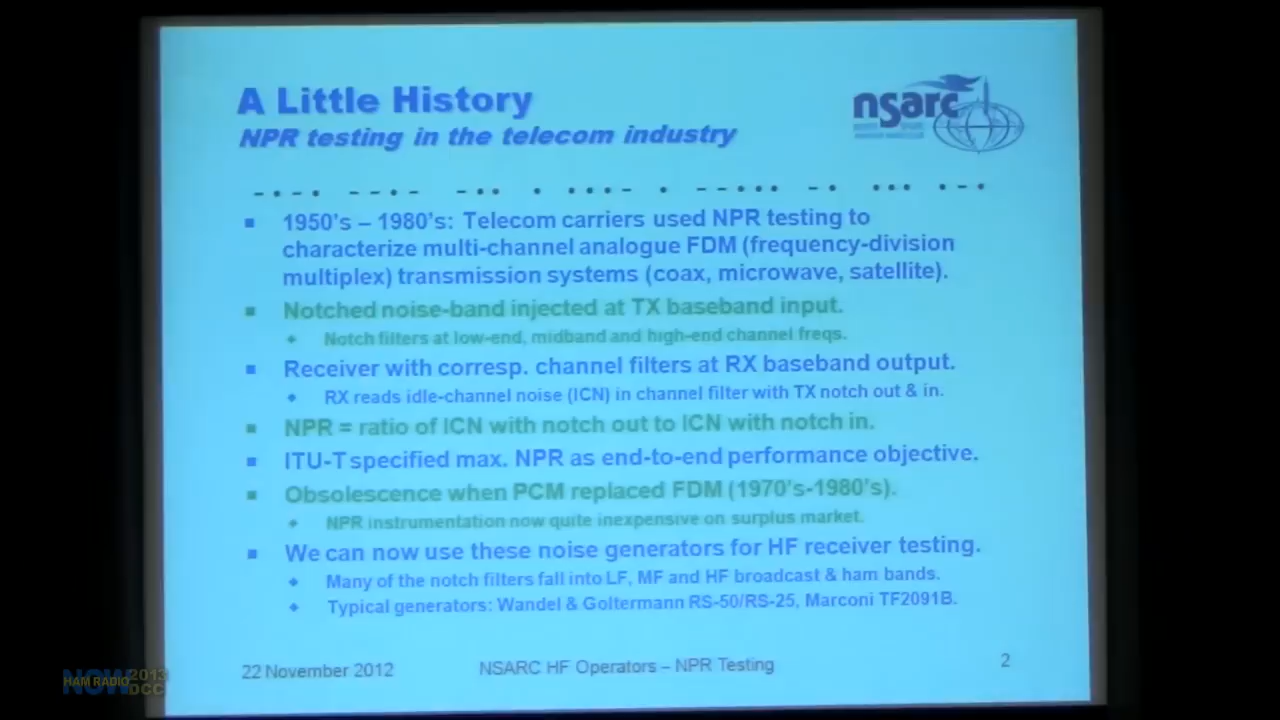 A Little History
NPR testing in the telecom industry
nsarc
1950's – 1980's: Telecom carriers used NPR testing to
characterize multi-channel analogue FDM (frequency-division
multiplex) transmission systems (coax, microwave, satellite).
Notched noise-band injected at TX baseband input.
Notch filters at low-end, midband and high-end channel freqs.
Receiver with corresp. channel filters at RX baseband output.
RX reads idle-channel noise (ICN) in channel filter with TX notch out & in.
NPR = ratio of ICN with notch out to ICN with notch in.
ITU-T specified max. NPR as end-to-end performance objective.
Obsolescence when PCM replaced FDM (1970's-1980's).
NPR instrumentation now quite inexpensive on surplus market.
We can now use these noise generators for HF receiver testing.
Many of the notch filters fall into LF, MF and HF broadcast & ham bands.
Typical generators: Wandel & Goltermann RS-50/RS-25, Marconi TF2091B.
22 November 2012
NSARC HF Operators – NPR Testing
2
HAM RADIO
NOW
2013
DCC